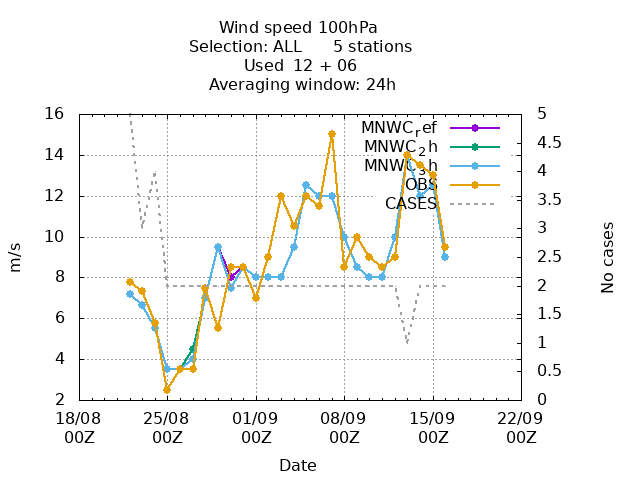 Wind speed 100hPa
Selection: ALL 5 stations
Used 12 + 06
Averaging window: 24h
MNWC_ref
MNWC_2h
MNWC_3h
OBS
CASES
16
14
12
10
8
6
4
2
m/s
5
4.5
4
3.5
3
2.5
2
1.5
1
0.5
0
No cases
18/08 25/08 01/09 08/09 15/09 22/09
00Z 00Z 00Z 00Z 00Z 00Z
Date